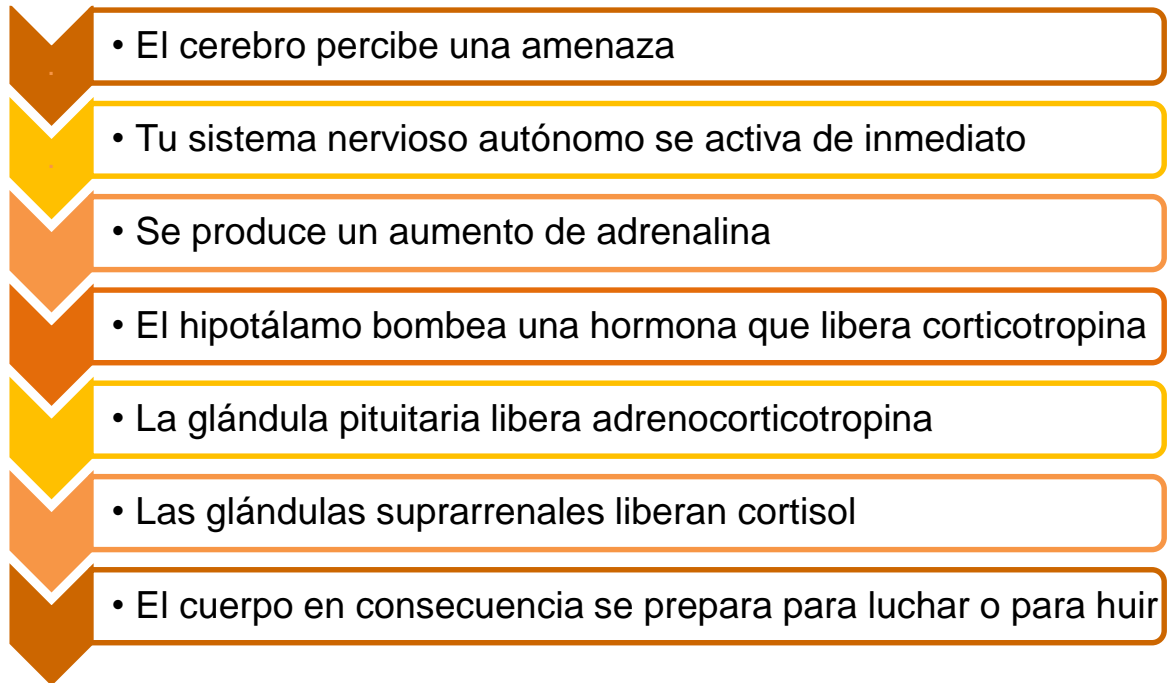 • El cerebro percibe una amenaza
• Tu sistema nervioso autónomo se activa de inmediato
• Se produce un aumento de adrenalina
• El hipotálamo bombea una hormona que libera corticotropina
• La glándula pituitaria libera adrenocorticotropina
• Las glándulas suprarrenales liberan cortisol
• El cuerpo en consecuencia se prepara para luchar o para huir